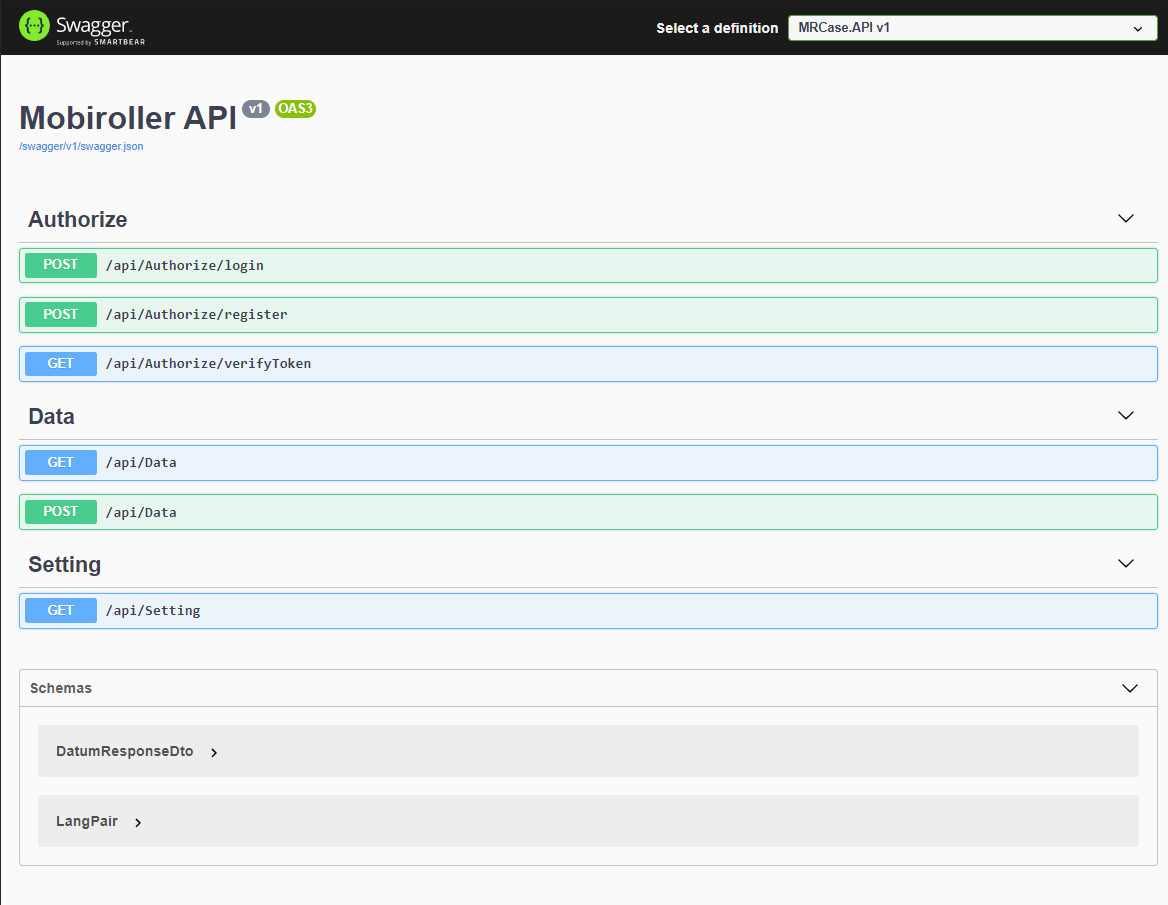 Swagger.
Supported by SMARTBEAR
Select a definition
MRCase.API v1
Mobiroller API v1 OAS3
/swagger/v1/swagger.json
Authorize
POST /api/Authorize/login
POST /api/Authorize/register
GET /api/Authorize/verifyToken
Data
GET /api/Data
POST /api/Data
Setting
GET /api/Setting
Schemas
DatumResponseDto
LangPair